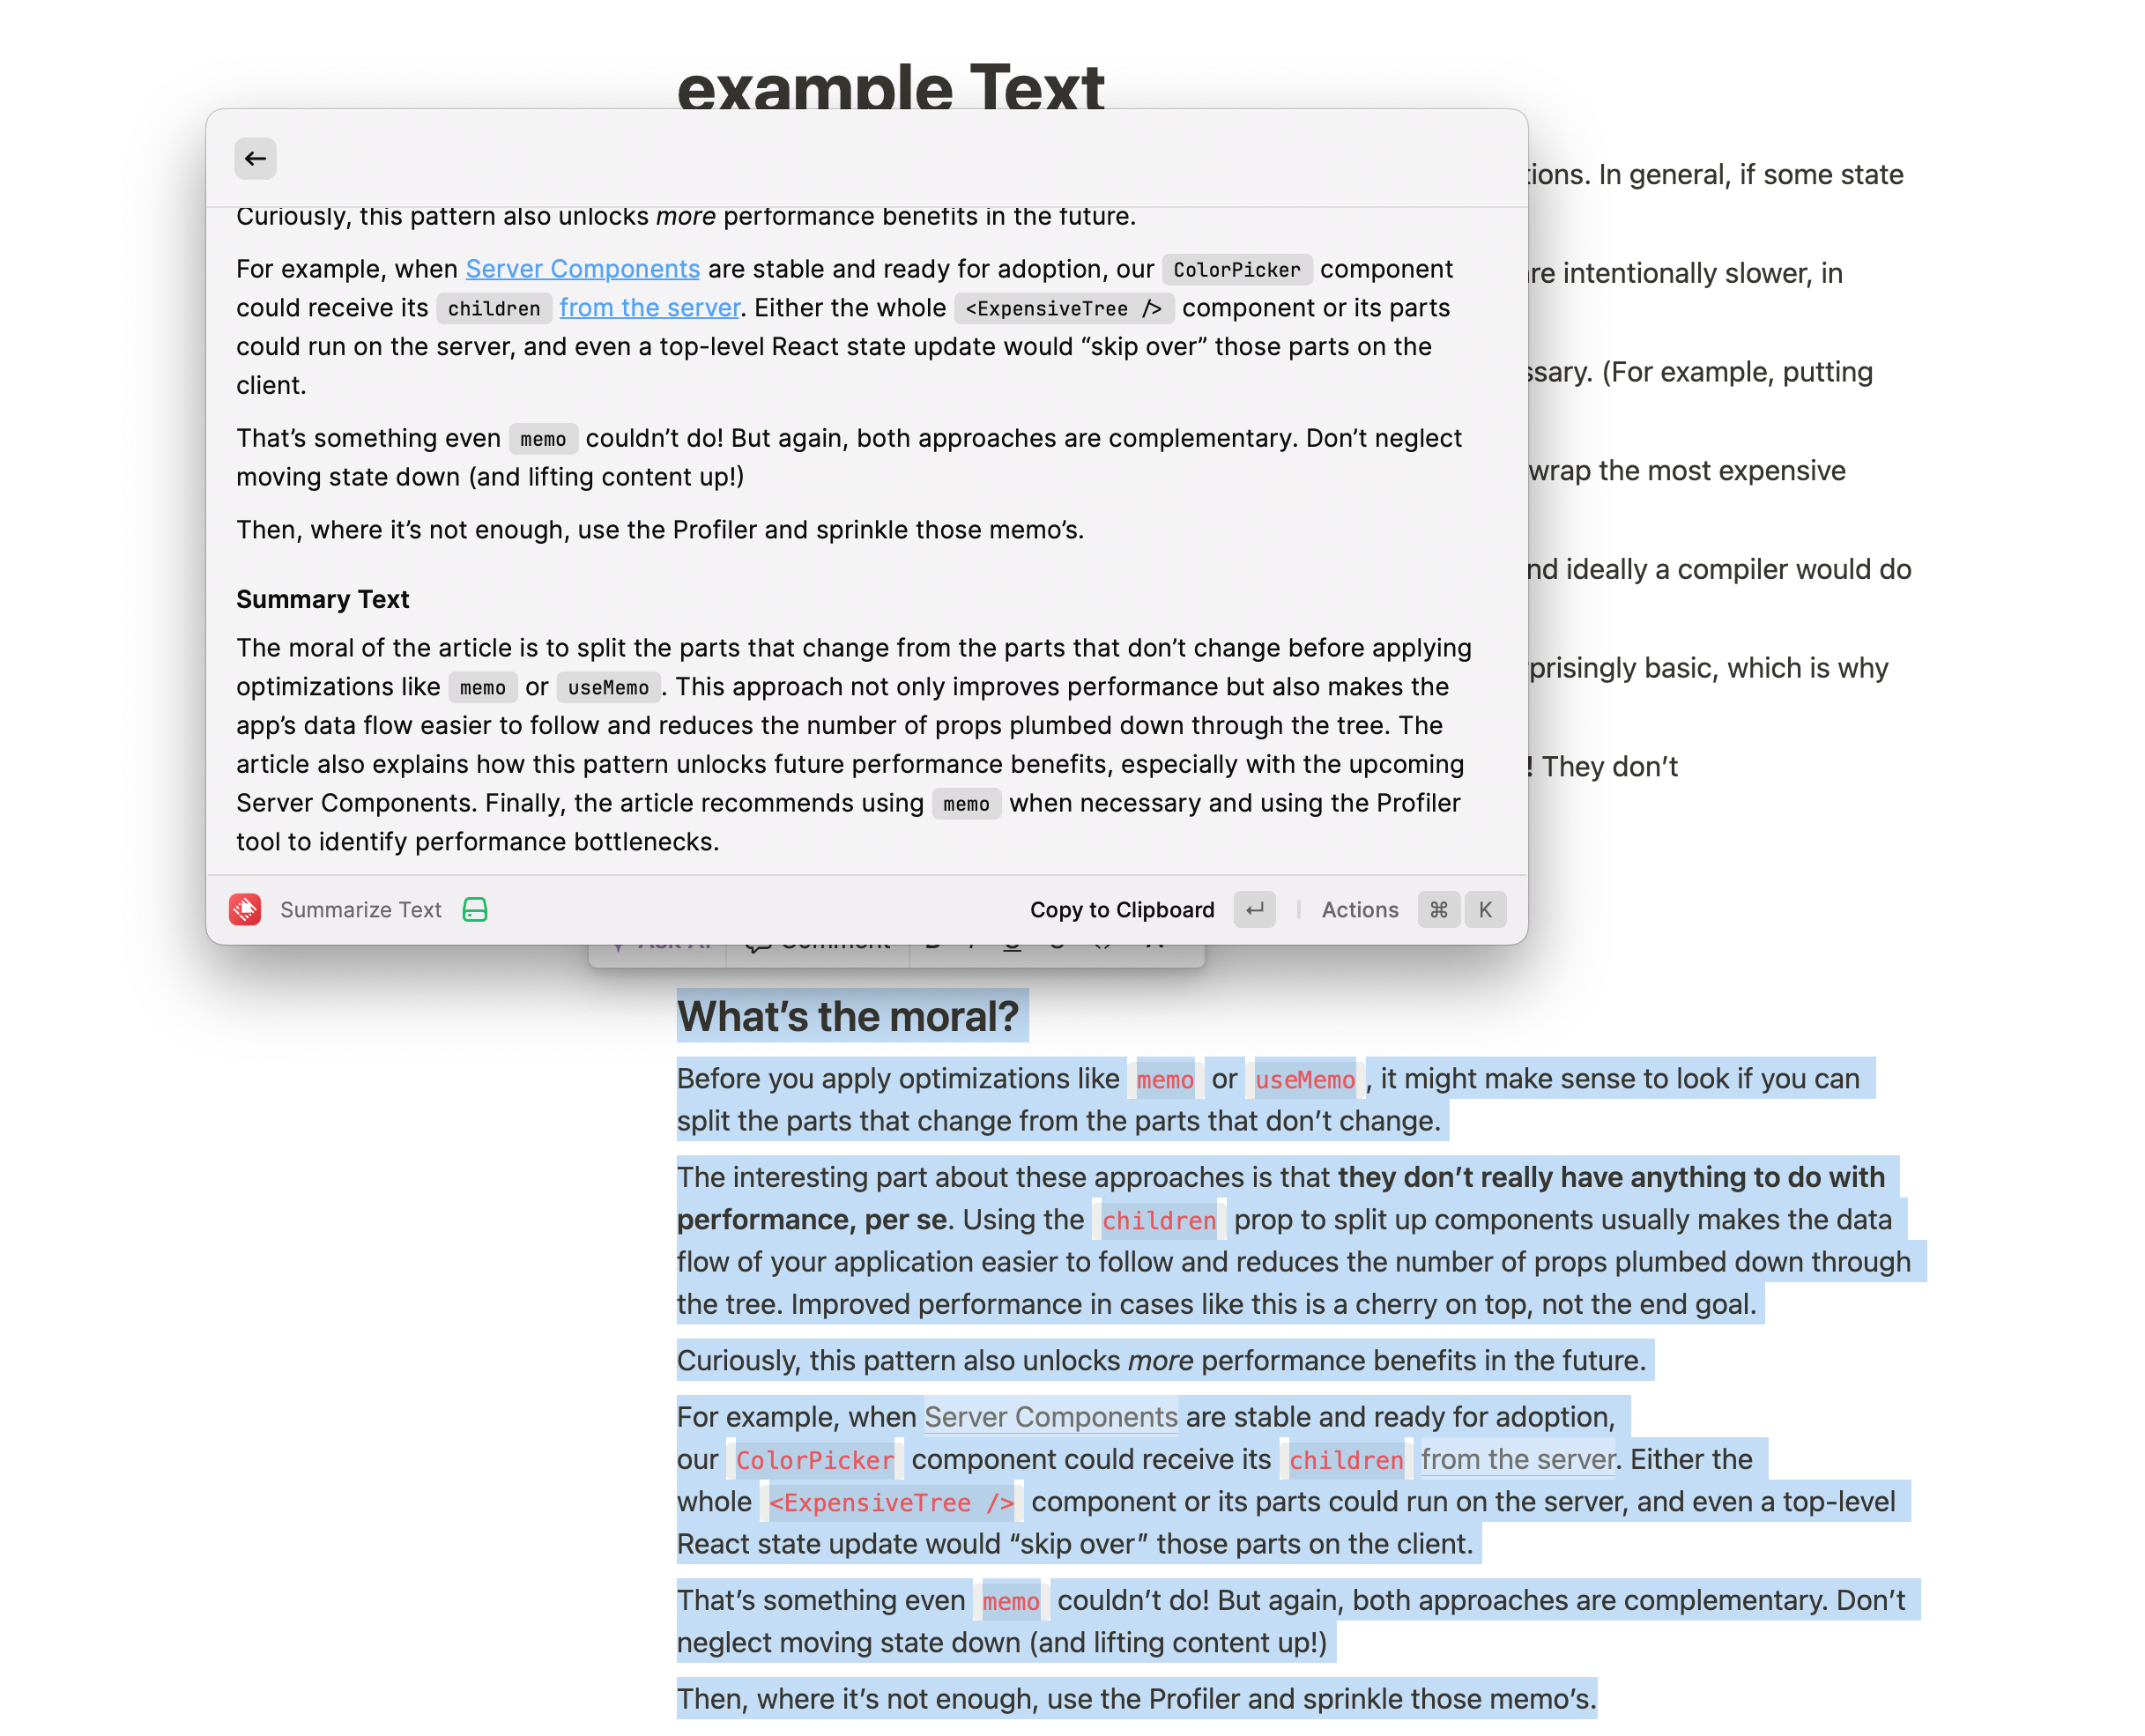 example Text
tions. In general, if some state
re intentionally slower, in
ssary. (For example, putting
wrap the most expensive
nd ideally a compiler would do
prisingly basic, which is why
! They don’t
Curiously, this pattern also unlocks more performance benefits in the future.
For example, when Server Components are stable and ready for adoption, our ColorPicker component
could receive its children from the server. Either the whole <ExpensiveTree /> component or its parts
could run on the server, and even a top-level React state update would “skip over” those parts on the
client.
That’s something even memo couldn’t do! But again, both approaches are complementary. Don’t neglect
moving state down (and lifting content up!)
Then, where it’s not enough, use the Profiler and sprinkle those memo’s.
Summary Text
The moral of the article is to split the parts that change from the parts that don’t change before applying
optimizations like memo or useMemo. This approach not only improves performance but also makes the
app’s data flow easier to follow and reduces the number of props plumbed down through the tree. The
article also explains how this pattern unlocks future performance benefits, especially with the upcoming
Server Components. Finally, the article recommends using memo when necessary and using the Profiler
tool to identify performance bottlenecks.
Summarize Text Copy to Clipboard ↵ Actions ⌘ K
Ask AI Comment B I U S <> A
What’s the moral?
Before you apply optimizations like memo or useMemo, it might make sense to look if you can
split the parts that change from the parts that don’t change.
The interesting part about these approaches is that they don’t really have anything to do with
performance, per se. Using the children prop to split up components usually makes the data
flow of your application easier to follow and reduces the number of props plumbed down through
the tree. Improved performance in cases like this is a cherry on top, not the end goal.
Curiously, this pattern also unlocks more performance benefits in the future.
For example, when Server Components are stable and ready for adoption,
our ColorPicker component could receive its children from the server. Either the
whole <ExpensiveTree /> component or its parts could run on the server, and even a top-level
React state update would “skip over” those parts on the client.
That’s something even memo couldn’t do! But again, both approaches are complementary. Don’t
neglect moving state down (and lifting content up!)
Then, where it’s not enough, use the Profiler and sprinkle those memo’s.